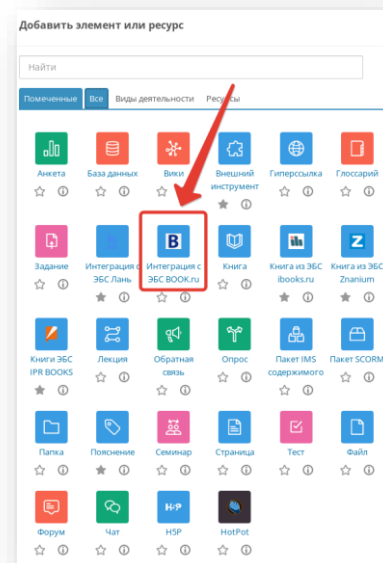 Добавить элемент или ресурс
Найти
Помеченные Все Виды деятельности Ресурсы
Анкета База данных Вики Внешний инструмент Гиперссылка Глоссарий
B Z
Задание Интеграция с ЭБС Лань Интеграция с ЭБС BOOK.ru Книга Книга из ЭБС ibooks.ru Книга из ЭБС Znanium
Книги ЭБС IPR BOOKS Лекция Обратная связь Опрос Пакет IMS содержимого Пакет SCORM
Папка Пояснение Семинар Страница Тест Файл
H5P
Форум Чат H5P HotPot